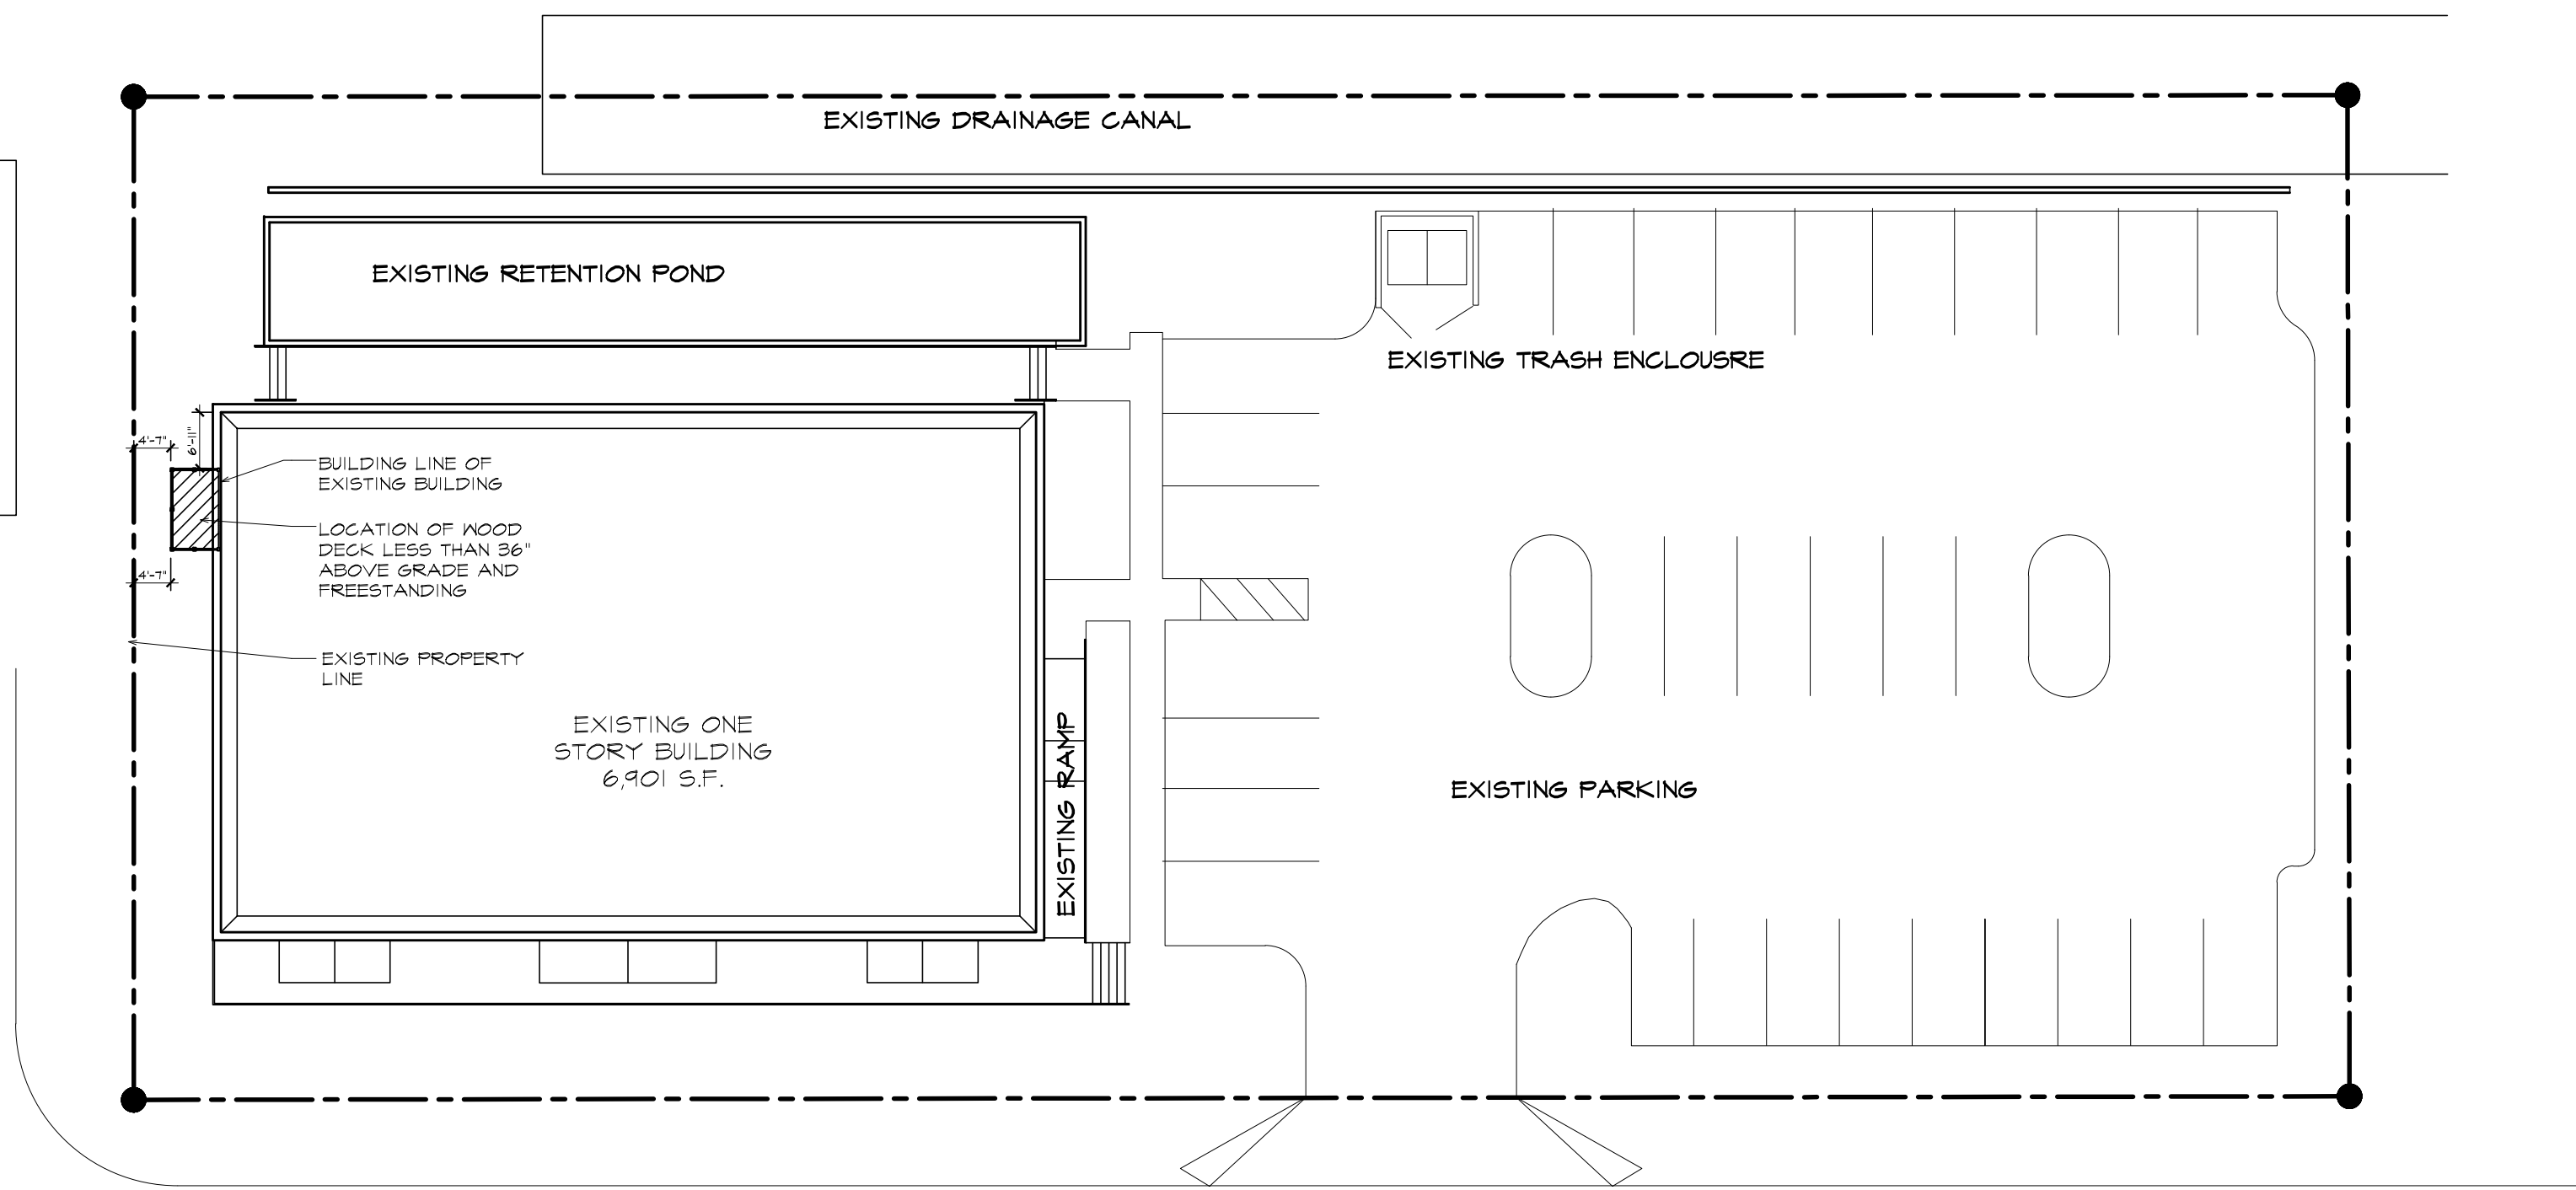 EXISTING DRAINAGE CANAL
EXISTING RETENTION POND
EXISTING TRASH ENCLOUSRE
4'-7"
6'-11"
BUILDING LINE OF
EXISTING BUILDING
LOCATION OF WOOD
DECK LESS THAN 36"
ABOVE GRADE AND
FREESTANDING
4'-7"
EXISTING PROPERTY
LINE
EXISTING ONE
STORY BUILDING
6,901 S.F.
EXISTING RAMP
EXISTING PARKING